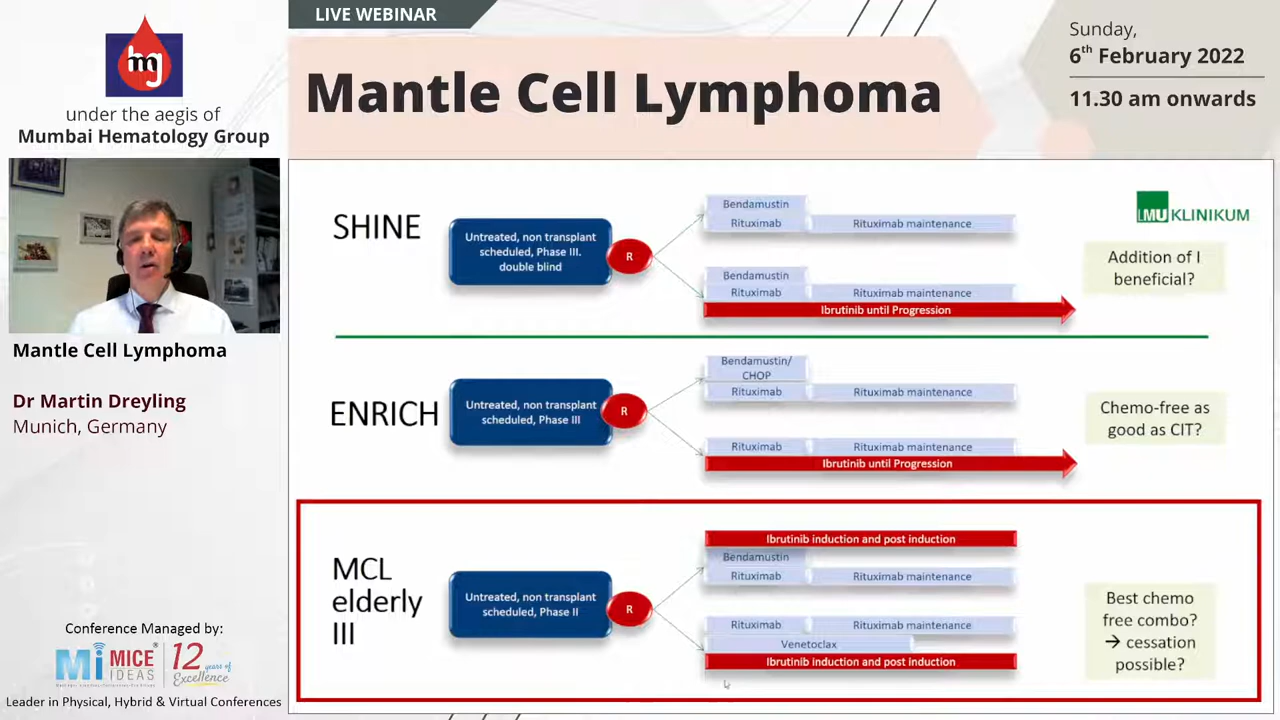 LIVE WEBINAR
Mantle Cell Lymphoma
Sunday,
6th February 2022
11.30 am onwards
mg
under the aegis of
Mumbai Hematology Group
Mantle Cell Lymphoma
Dr Martin Dreyling
Munich, Germany
Conference Managed by:
Mi MICE IDEAS
12 years of Excellence
Leader in Physical, Hybrid & Virtual Conferences
LMU KLINIKUM
SHINE
Untreated, non transplant
scheduled, Phase III.
double blind
R
Bendamustin
Rituximab
Rituximab maintenance
Bendamustin
Rituximab
Rituximab maintenance
Ibrutinib until Progression
Addition of I
beneficial?
ENRICH
Untreated, non transplant
scheduled, Phase III
R
Bendamustin/
CHOP
Rituximab
Rituximab maintenance
Rituximab
Rituximab maintenance
Ibrutinib until Progression
Chemo-free as
good as CIT?
MCL
elderly
III
Untreated, non transplant
scheduled, Phase II
R
Ibrutinib induction and post induction
Bendamustin
Rituximab
Rituximab maintenance
Rituximab
Rituximab maintenance
Venetoclax
Ibrutinib induction and post induction
Best chemo
free combo?
→ cessation
possible?